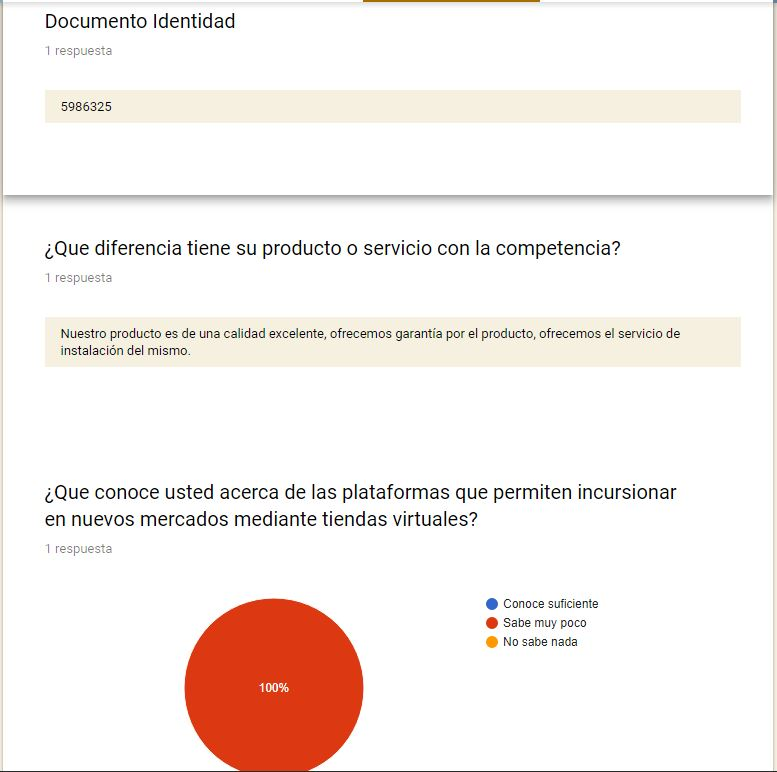 Documento Identidad
1 respuesta
5986325
¿Que diferencia tiene su producto o servicio con la competencia?
1 respuesta
Nuestro producto es de una calidad excelente, ofrecemos garantía por el producto, ofrecemos el servicio de
instalación del mismo.
¿Que conoce usted acerca de las plataformas que permiten incursionar
en nuevos mercados mediante tiendas virtuales?
1 respuesta
Conoce suficiente
Sabe muy poco
No sabe nada
100%